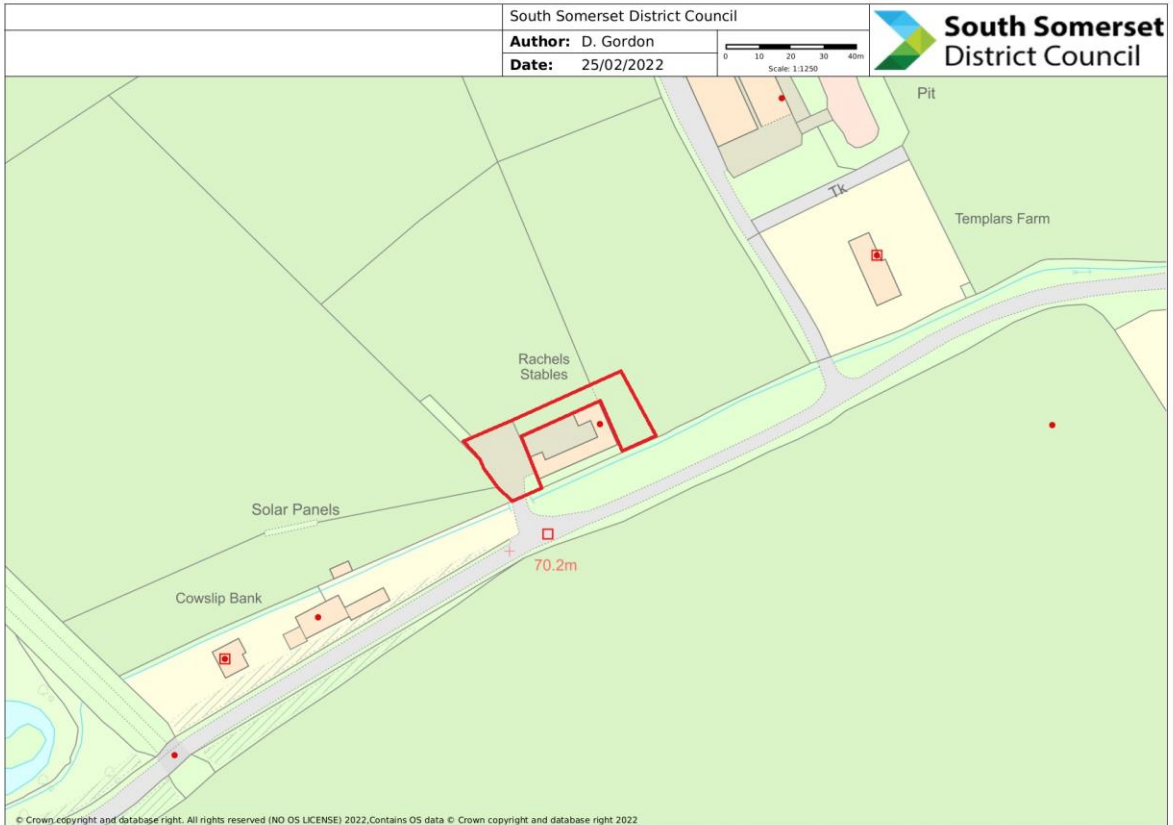 South Somerset District Council
Author: D. Gordon
Date: 25/02/2022
0 10 20 30 40m
Scale: 1:1250
South Somerset
District Council
Pit
Tk
Templars Farm
Rachels
Stables
Solar Panels
70.2m
Cowslip Bank
© Crown copyright and database right. All rights reserved (NO OS LICENSE) 2022,Contains OS data © Crown copyright and database right 2022